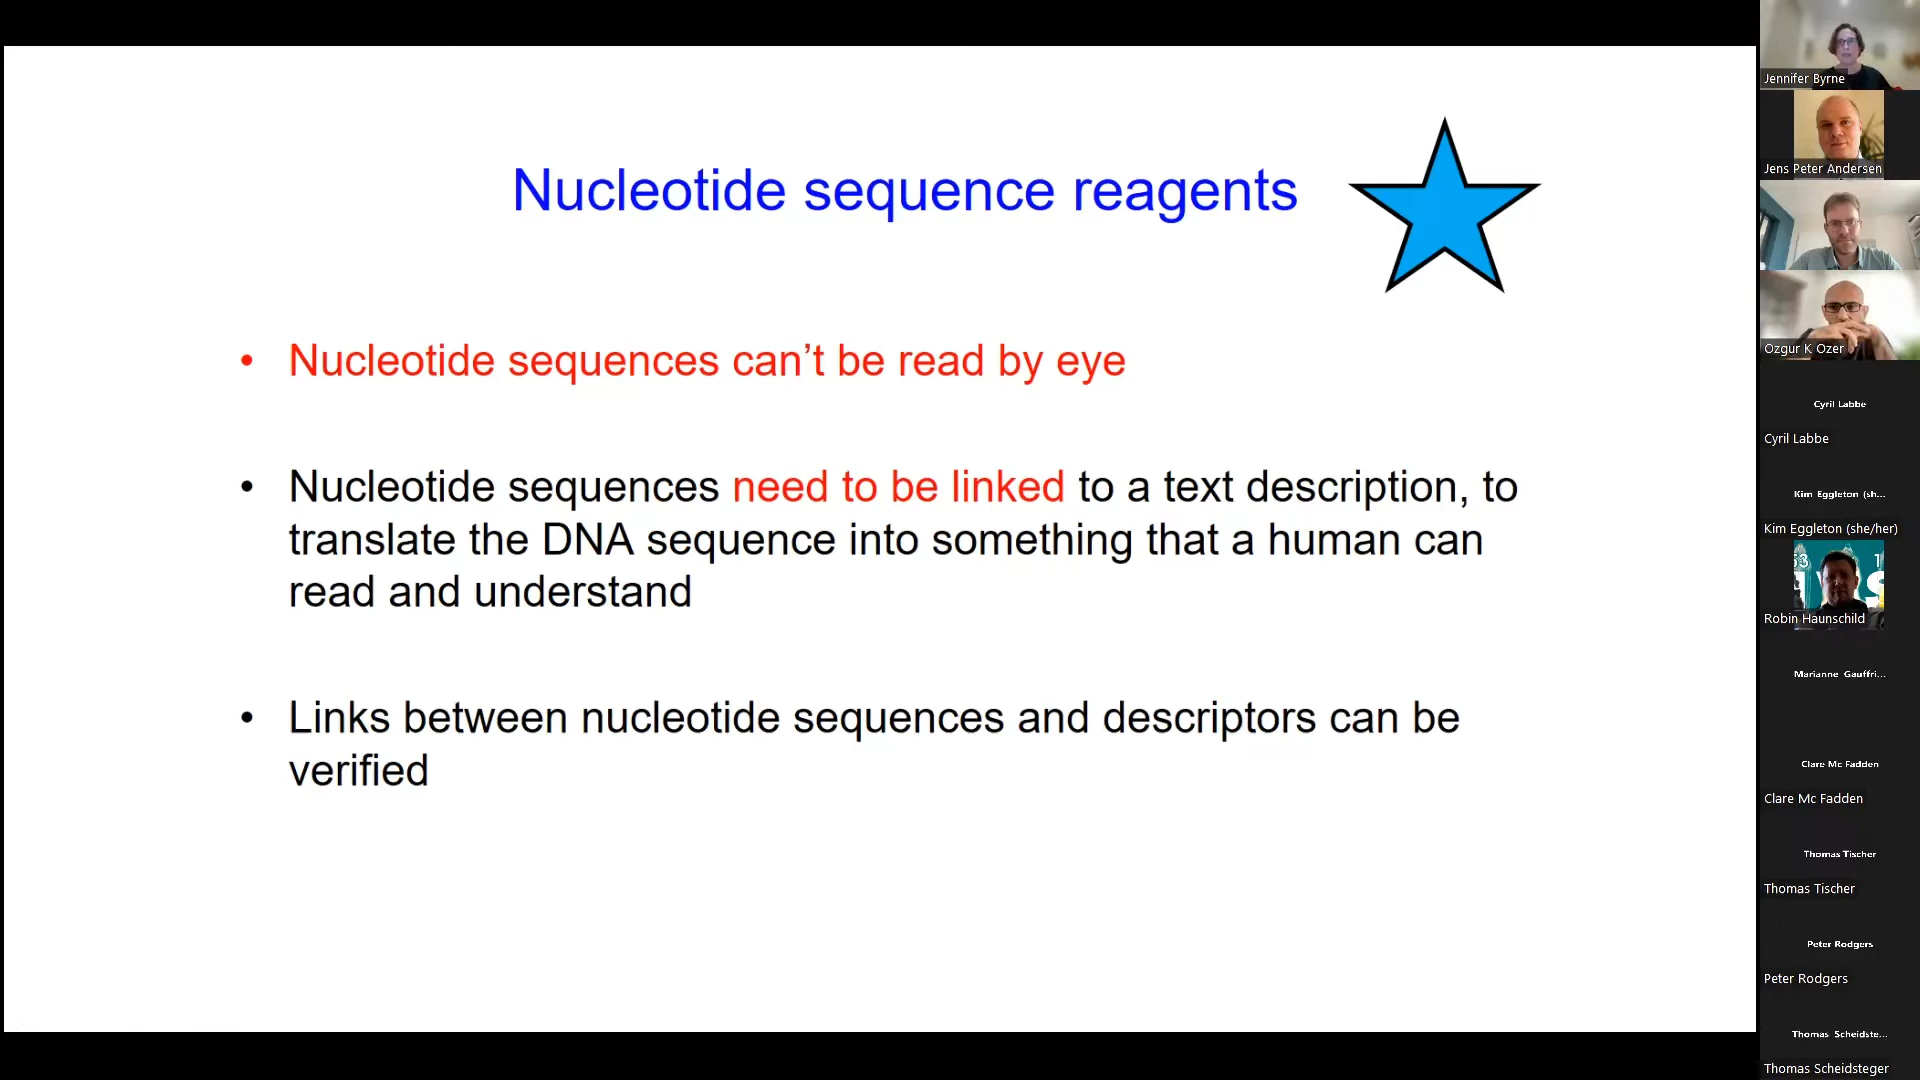 Nucleotide sequence reagents
• Nucleotide sequences can’t be read by eye
• Nucleotide sequences need to be linked to a text description, to
translate the DNA sequence into something that a human can
read and understand
• Links between nucleotide sequences and descriptors can be
verified
Jennifer Byrne
Jens Peter Andersen
Ozgur K Ozer
Cyril Labbe
Cyril Labbe
Kim Eggleton (sh...
Kim Eggleton (she/her)
Robin Haunschild
Marianne Gauffri...
Clare Mc Fadden
Clare Mc Fadden
Thomas Tischer
Thomas Tischer
Peter Rodgers
Peter Rodgers
Thomas Scheidste...
Thomas Scheidsteger